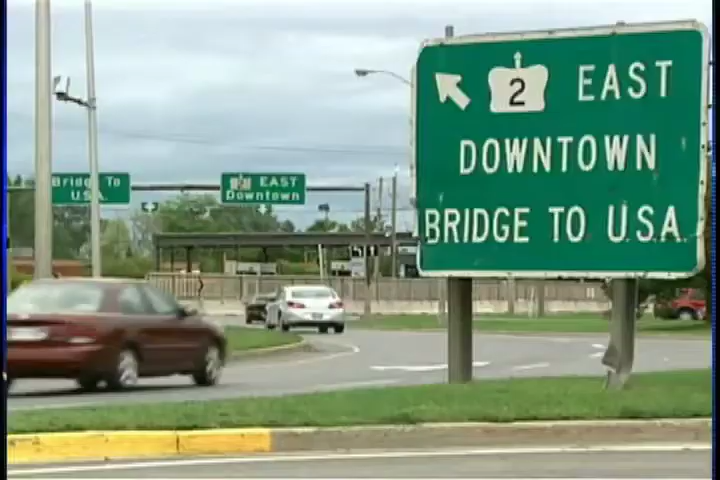 2 EAST
DOWNTOWN
BRIDGE TO USA
Bridge To
U.S.A.
EAST
Downtown